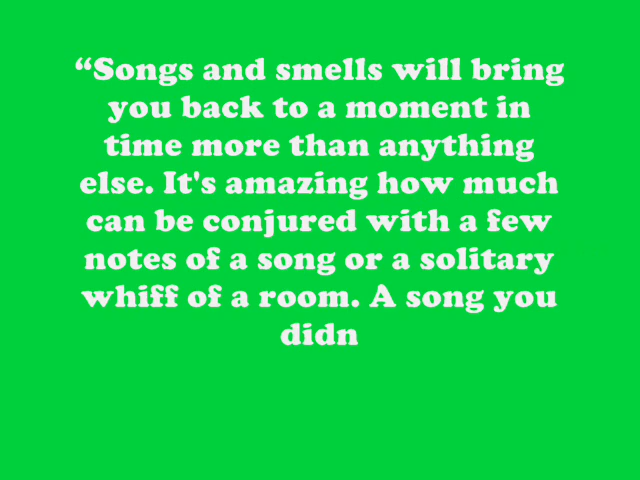 “Songs and smells will bring
you back to a moment in
time more than anything
else. It's amazing how much
can be conjured with a few
notes of a song or a solitary
whiff of a room. A song you
didn